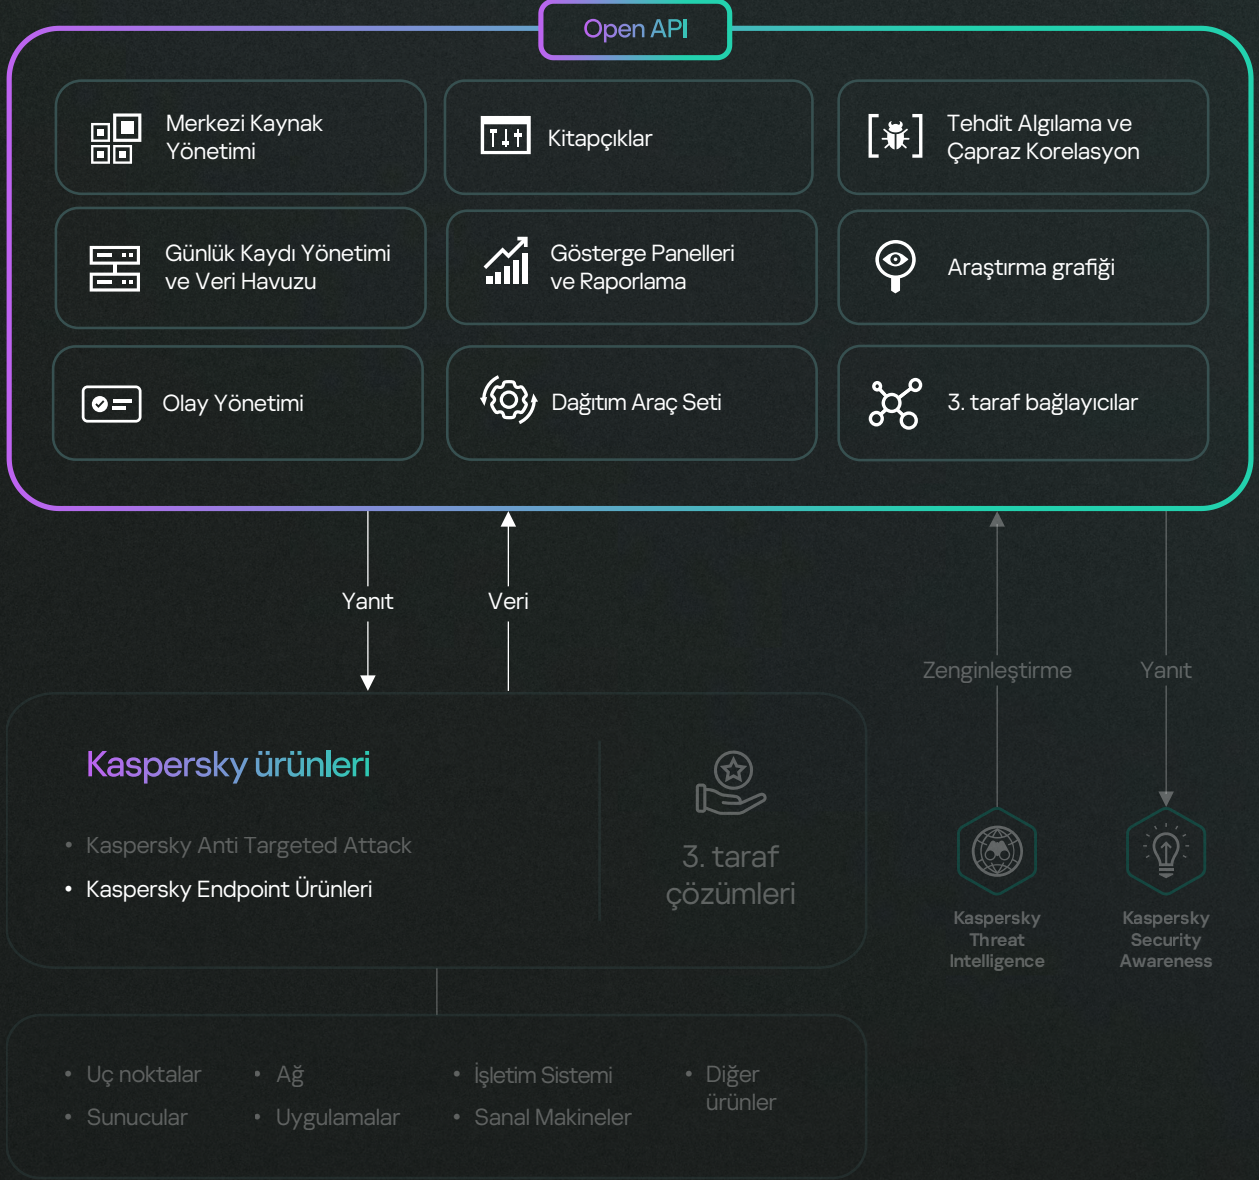 Open API
Merkezi Kaynak
Yönetimi
Kitapçıklar
Tehdit Algılama ve
Çapraz Korelasyon
Günlük Kaydı Yönetimi
ve Veri Havuzu
Gösterge Panelleri
ve Raporlama
Araştırma grafiği
Olay Yönetimi
Dağıtım Araç Seti
3. taraf bağlayıcılar
Yanıt
Veri
Zenginleştirme
Yanıt
Kaspersky ürünleri
• Kaspersky Anti Targeted Attack
• Kaspersky Endpoint Ürünleri
3. taraf
çözümleri
Kaspersky
Threat
Intelligence
Kaspersky
Security
Awareness
• Uç noktalar
• Sunucular
• Ağ
• Uygulamalar
• İşletim Sistemi
• Sanal Makineler
• Diğer
ürünler